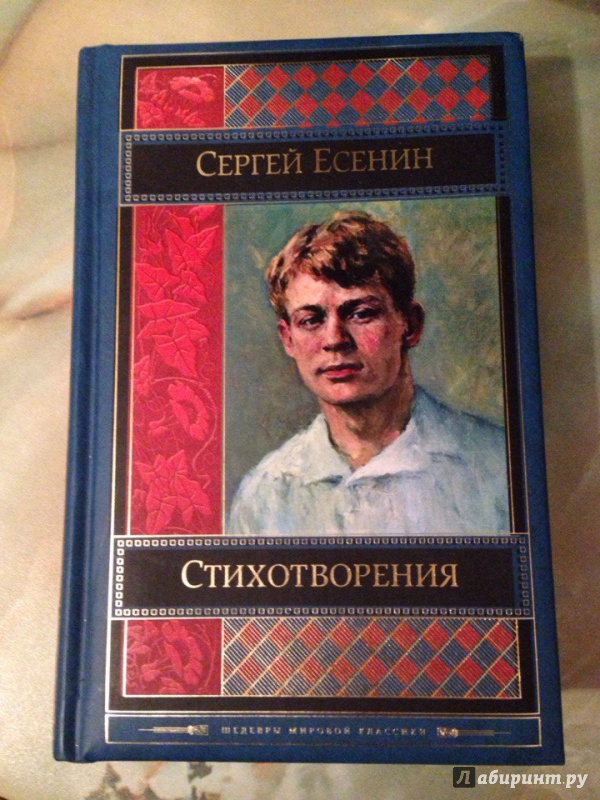 СЕРГЕЙ ЕСЕНИН
СТИХОТВОРЕНИЯ
ШЕДЕВРЫ МИРОВОЙ КЛАССИКИ
Лабиринт.ру